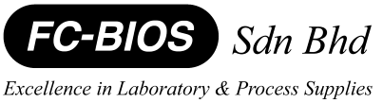 FC-BIOS Sdn Bhd
Excellence in Laboratory & Process Supplies